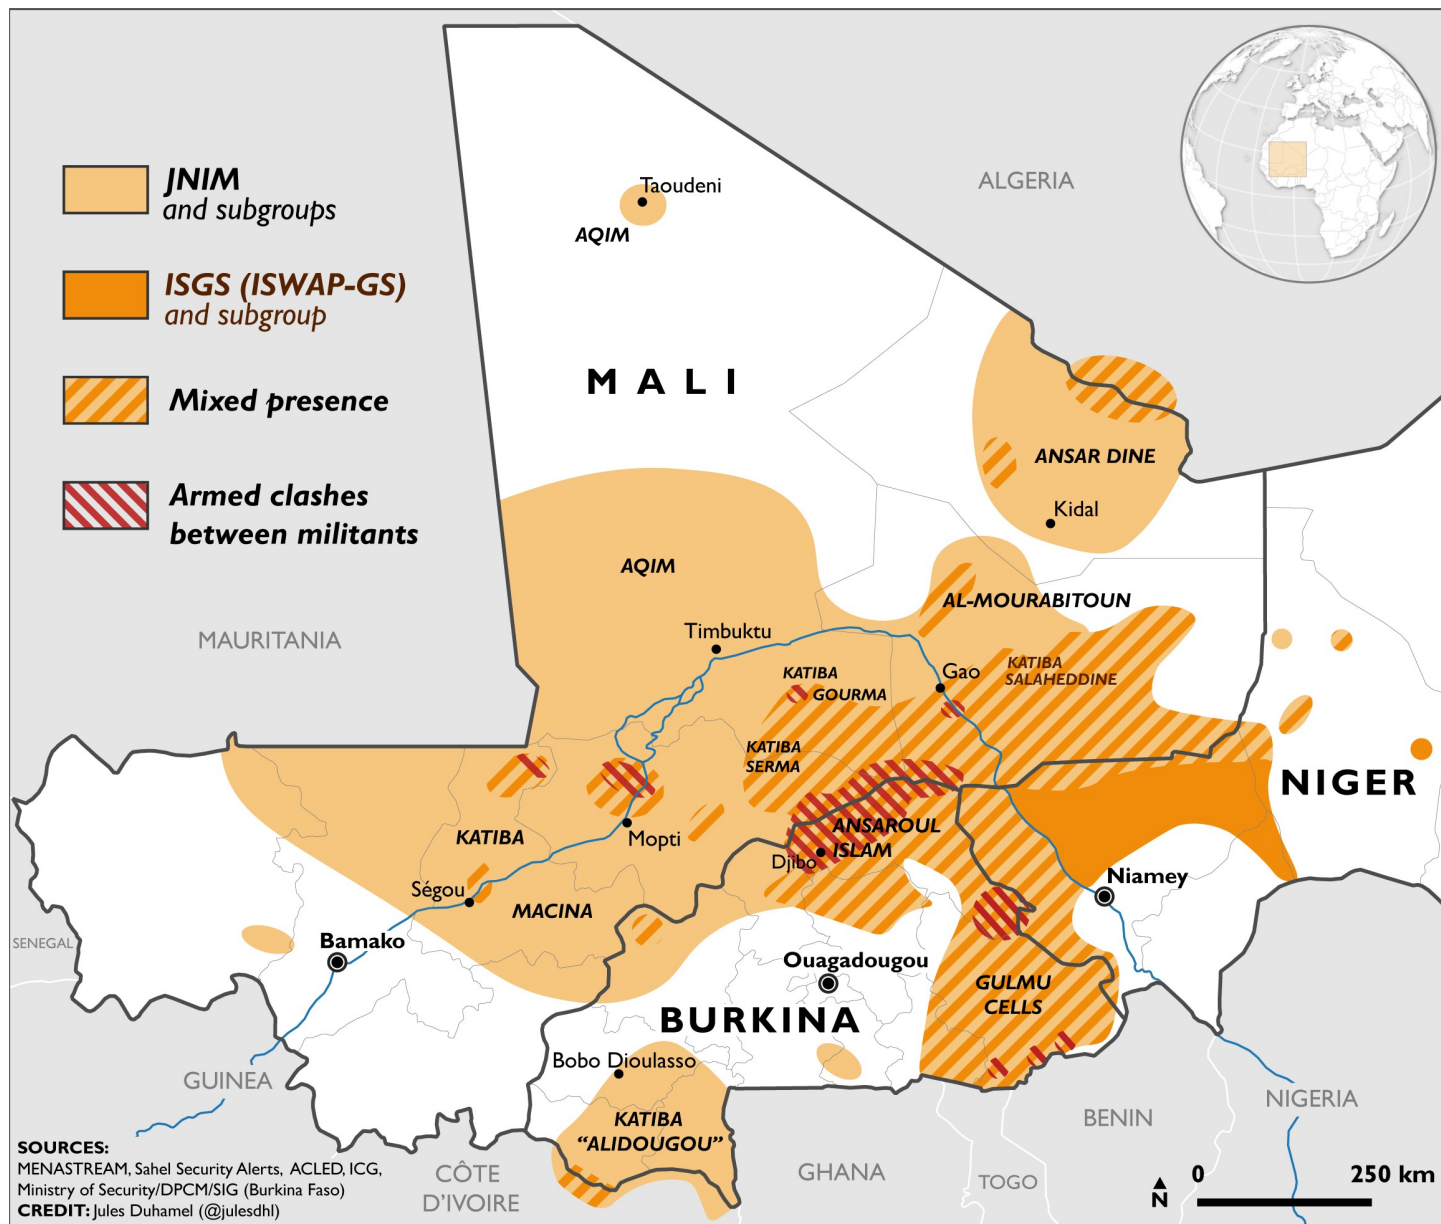 JNIM
and subgroups
ISGS (ISWAP-GS)
and subgroup
Mixed presence
Armed clashes
between militants
Taoudeni
AQIM
ALGERIA
MALI
ANSAR DINE
Kidal
AQIM
AL-MOURABITOUN
MAURITANIA
Timbuktu
KATIBA
GOURMA
Gao
KATIBA
SALAHEDDINE
KATIBA
SERMA
NIGER
KATIBA
Mopti
ANSAROUL
ISLAM
Djibo
Ségou
MACINA
Niamey
SENEGAL
Bamako
Ouagadougou
GULMU
CELLS
BURKINA
Bobo Dioulasso
GUINEA
KATIBA
“ALIDOUGOU”
BENIN
NIGERIA
CÔTE
D’IVOIRE
GHANA
TOGO
SOURCES:
MENASTREAM, Sahel Security Alerts, ACLED, ICG,
Ministry of Security/DPCM/SIG (Burkina Faso)
CREDIT: Jules Duhamel (@julesdhl)
N
0 250 km